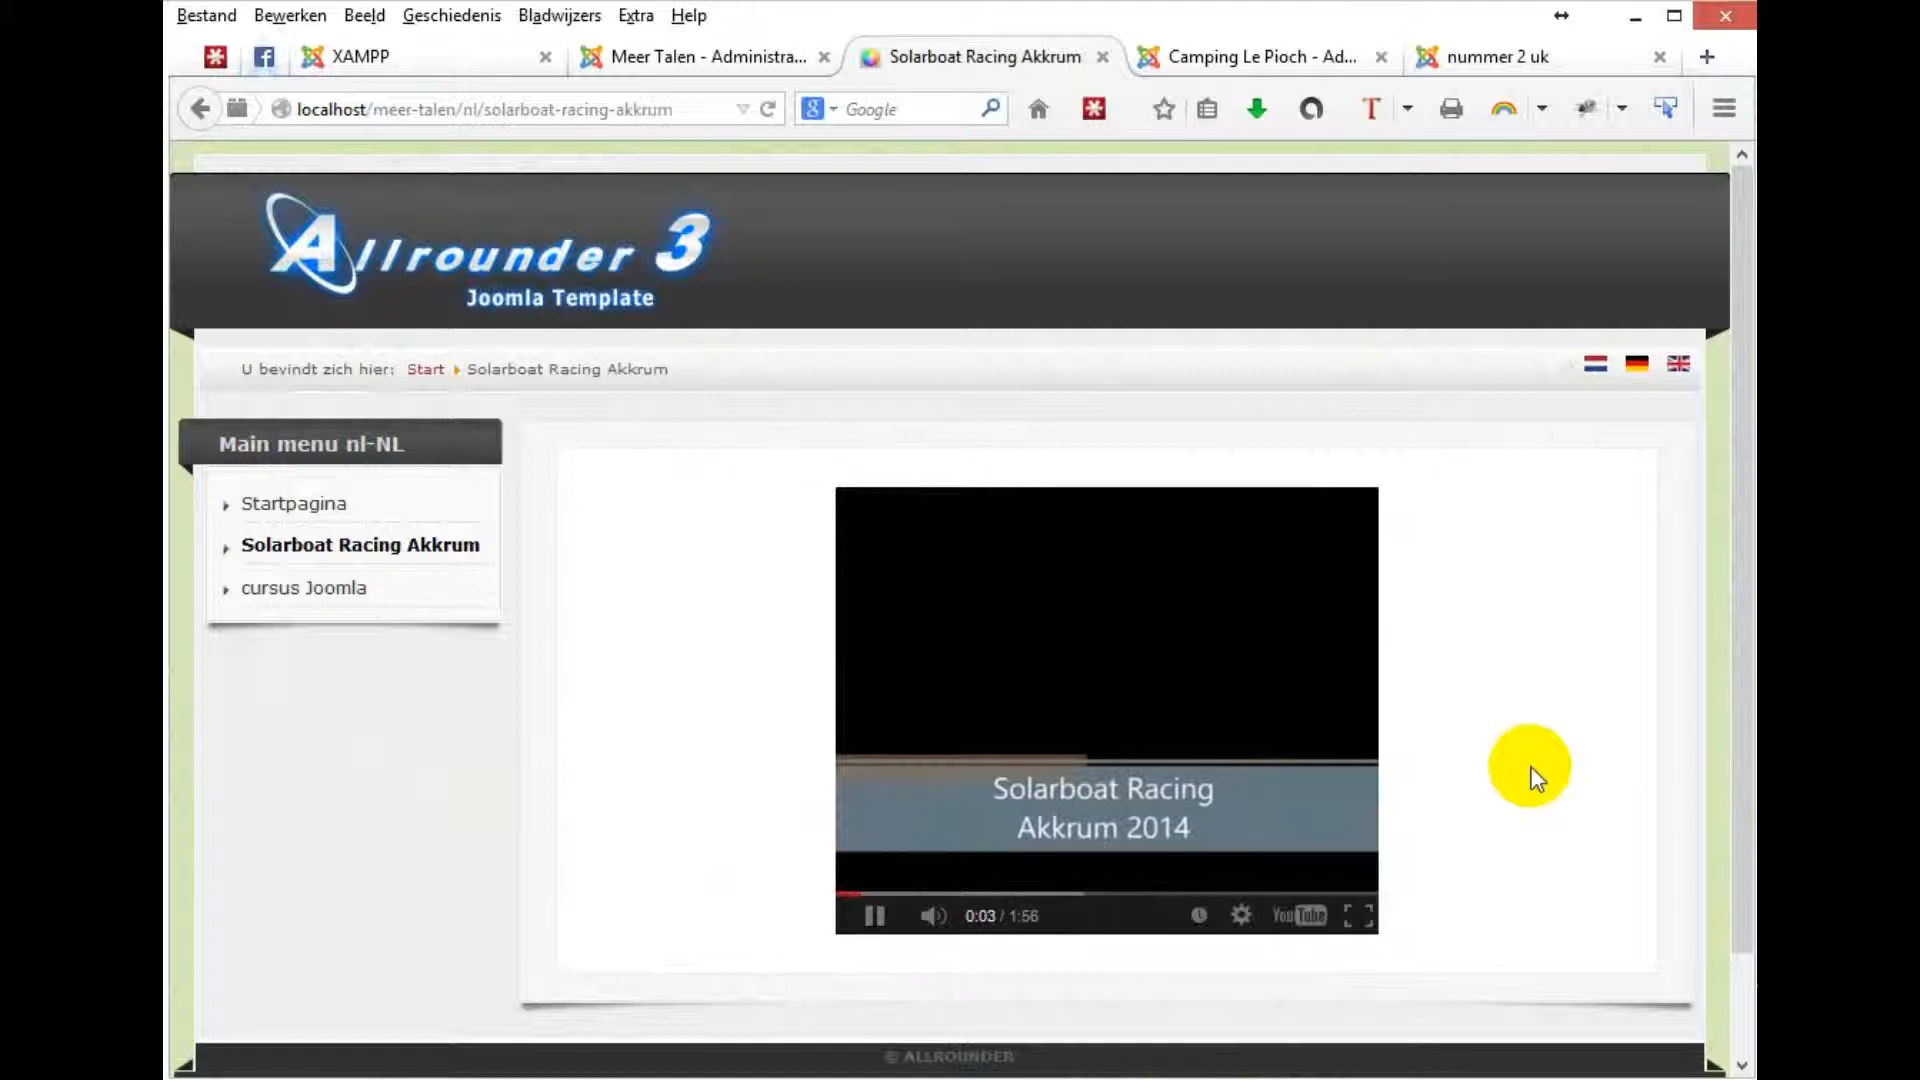 Bestand Bewerken Beeld Geschiedenis Bladwijzers Extra Help
XAMPP Meer Talen - Administra... Solarboat Racing Akkrum Camping Le Pioch - Ad... nummer 2 uk
localhost/meer-talen/nl/solarboat-racing-akkrum Google
Allrounder 3
Joomla Template
U bevindt zich hier: Start Solarboat Racing Akkrum
Main menu nl-NL
Startpagina
Solarboat Racing Akkrum
cursus Joomla
Solarboat Racing
Akkrum 2014
0:03 / 1:56 YouTube
© ALLROUNDER